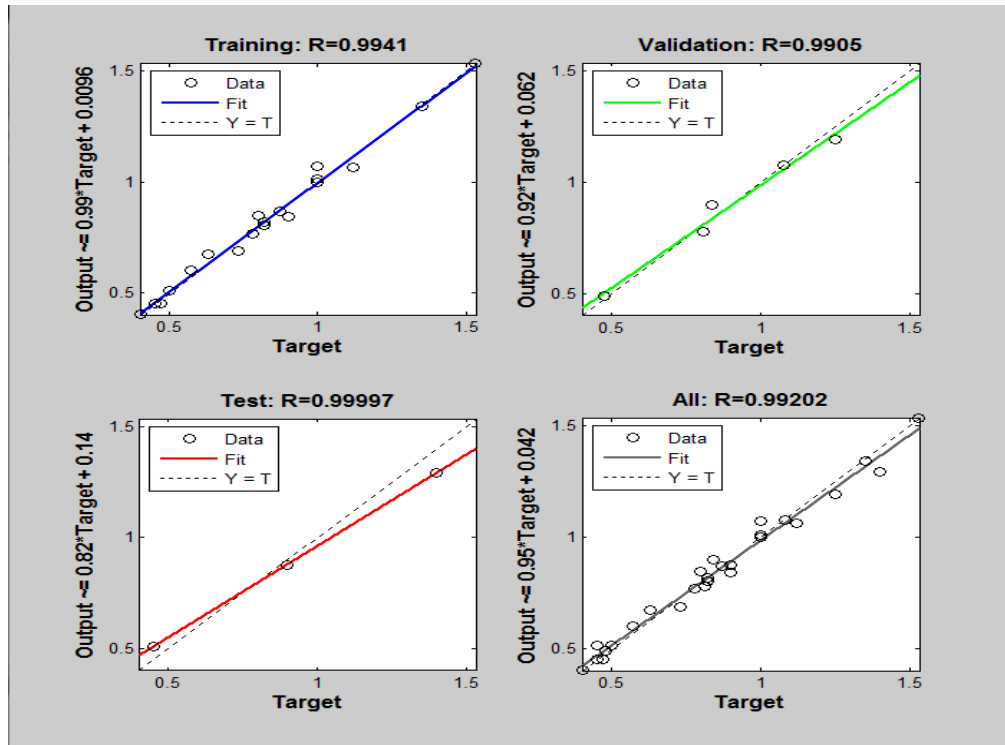 Training: R=0.9941
Output ~= 0.99*Target + 0.0096
1.5
1
0.5
Data
Fit
Y = T
0.5
1
1.5
Target
Validation: R=0.9905
Output ~= 0.92*Target + 0.062
1.5
1
0.5
Data
Fit
Y = T
0.5
1
1.5
Target
Test: R=0.99997
Output ~= 0.82*Target + 0.14
1.5
1
0.5
Data
Fit
Y = T
0.5
1
1.5
Target
All: R=0.99202
Output ~= 0.95*Target + 0.042
1.5
1
0.5
Data
Fit
Y = T
0.5
1
1.5
Target